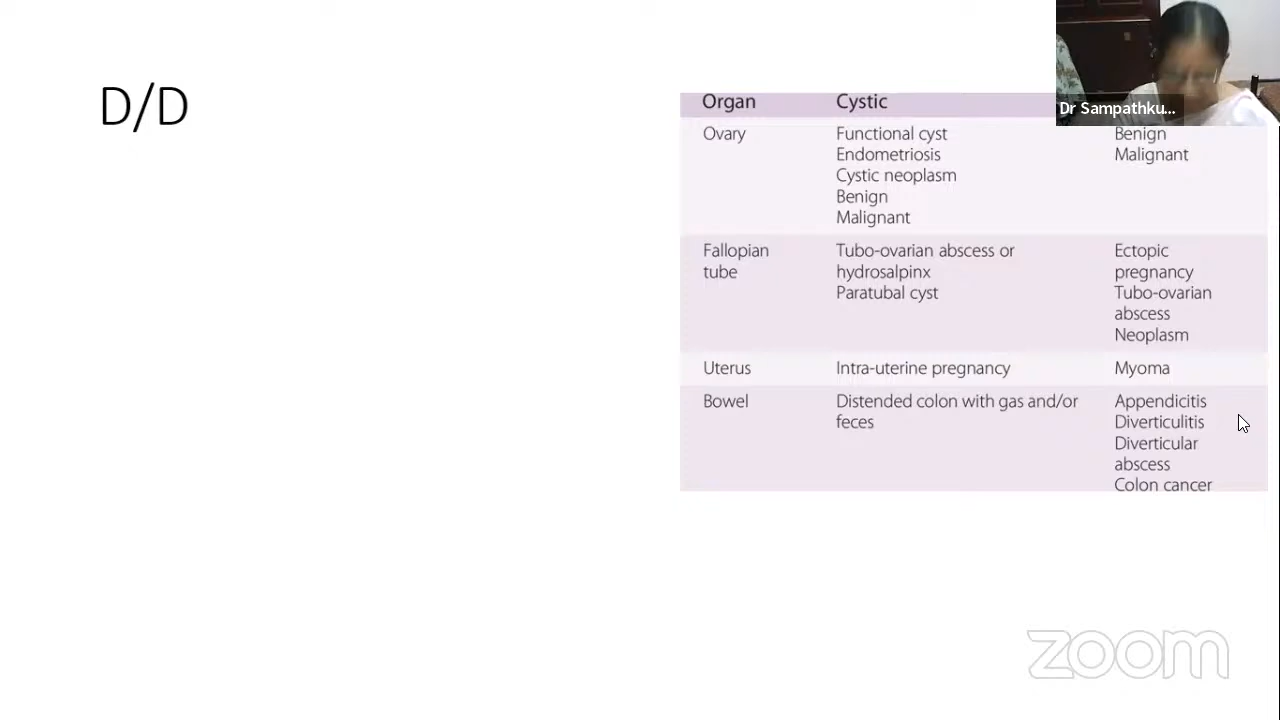 D/D
Dr Sampathku...
Organ Cystic
Ovary Functional cyst Benign
Endometriosis Malignant
Cystic neoplasm
Benign
Malignant
Fallopian Tubo-ovarian abscess or Ectopic
tube hydrosalpinx pregnancy
Paratubal cyst Tubo-ovarian
abscess
Neoplasm
Uterus Intra-uterine pregnancy Myoma
Bowel Distended colon with gas and/or Appendicitis
feces Diverticulitis
Diverticular
abscess
Colon cancer
zoom